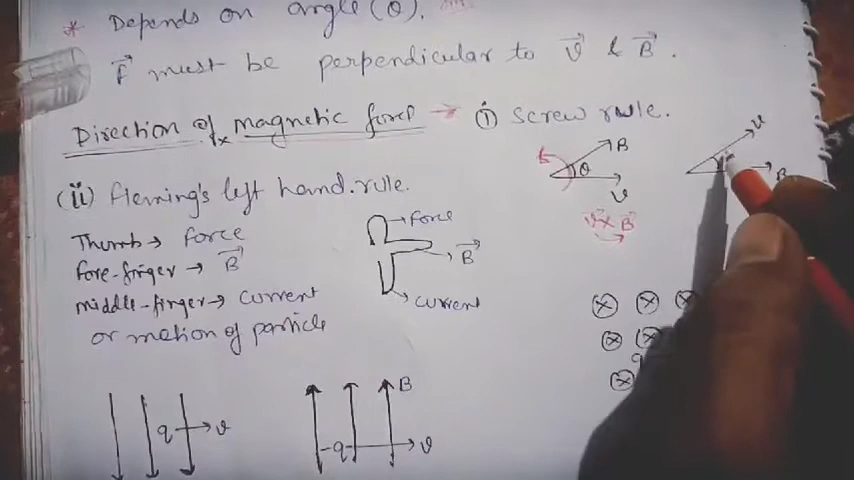 * Depends on angle (θ).
F must be perpendicular to v & B.
Direction of magnetic force → (i) Screw rule.
B
θ
v
v
B
v × B
(ii) Fleming's left hand rule.
Thumb → force
fore-finger → B
middle-finger → current
or motion of particle
force
B
current
q v
B
q v